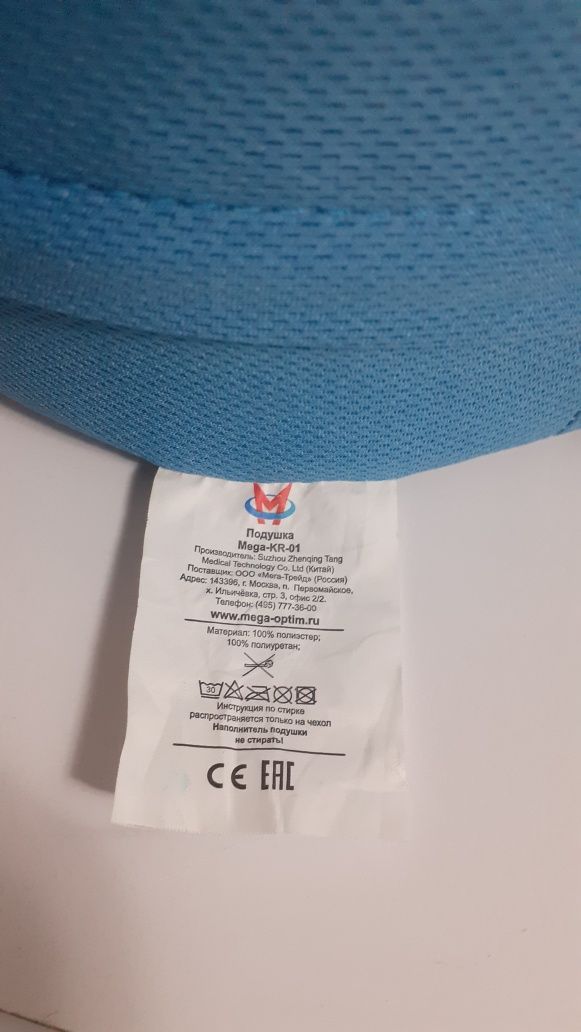 M
Подушка
Mega-KR-01
Производитель: Suzhou Zhenqing Tang
Medical Technology Co. Ltd (Китай)
Поставщик: ООО «Мега-Трейд» (Россия)
Адрес: 143396, г. Москва, п. Первомайское,
х. Ильичёвка, стр. 3, офис 2/2.
Телефон: (495) 777-36-00
www.mega-optim.ru
Материал: 100% полиэстер;
100% полиуретан;
30
Инструкция по стирке
распространяется только на чехол
Наполнитель подушки
не стирать!
CE EAC